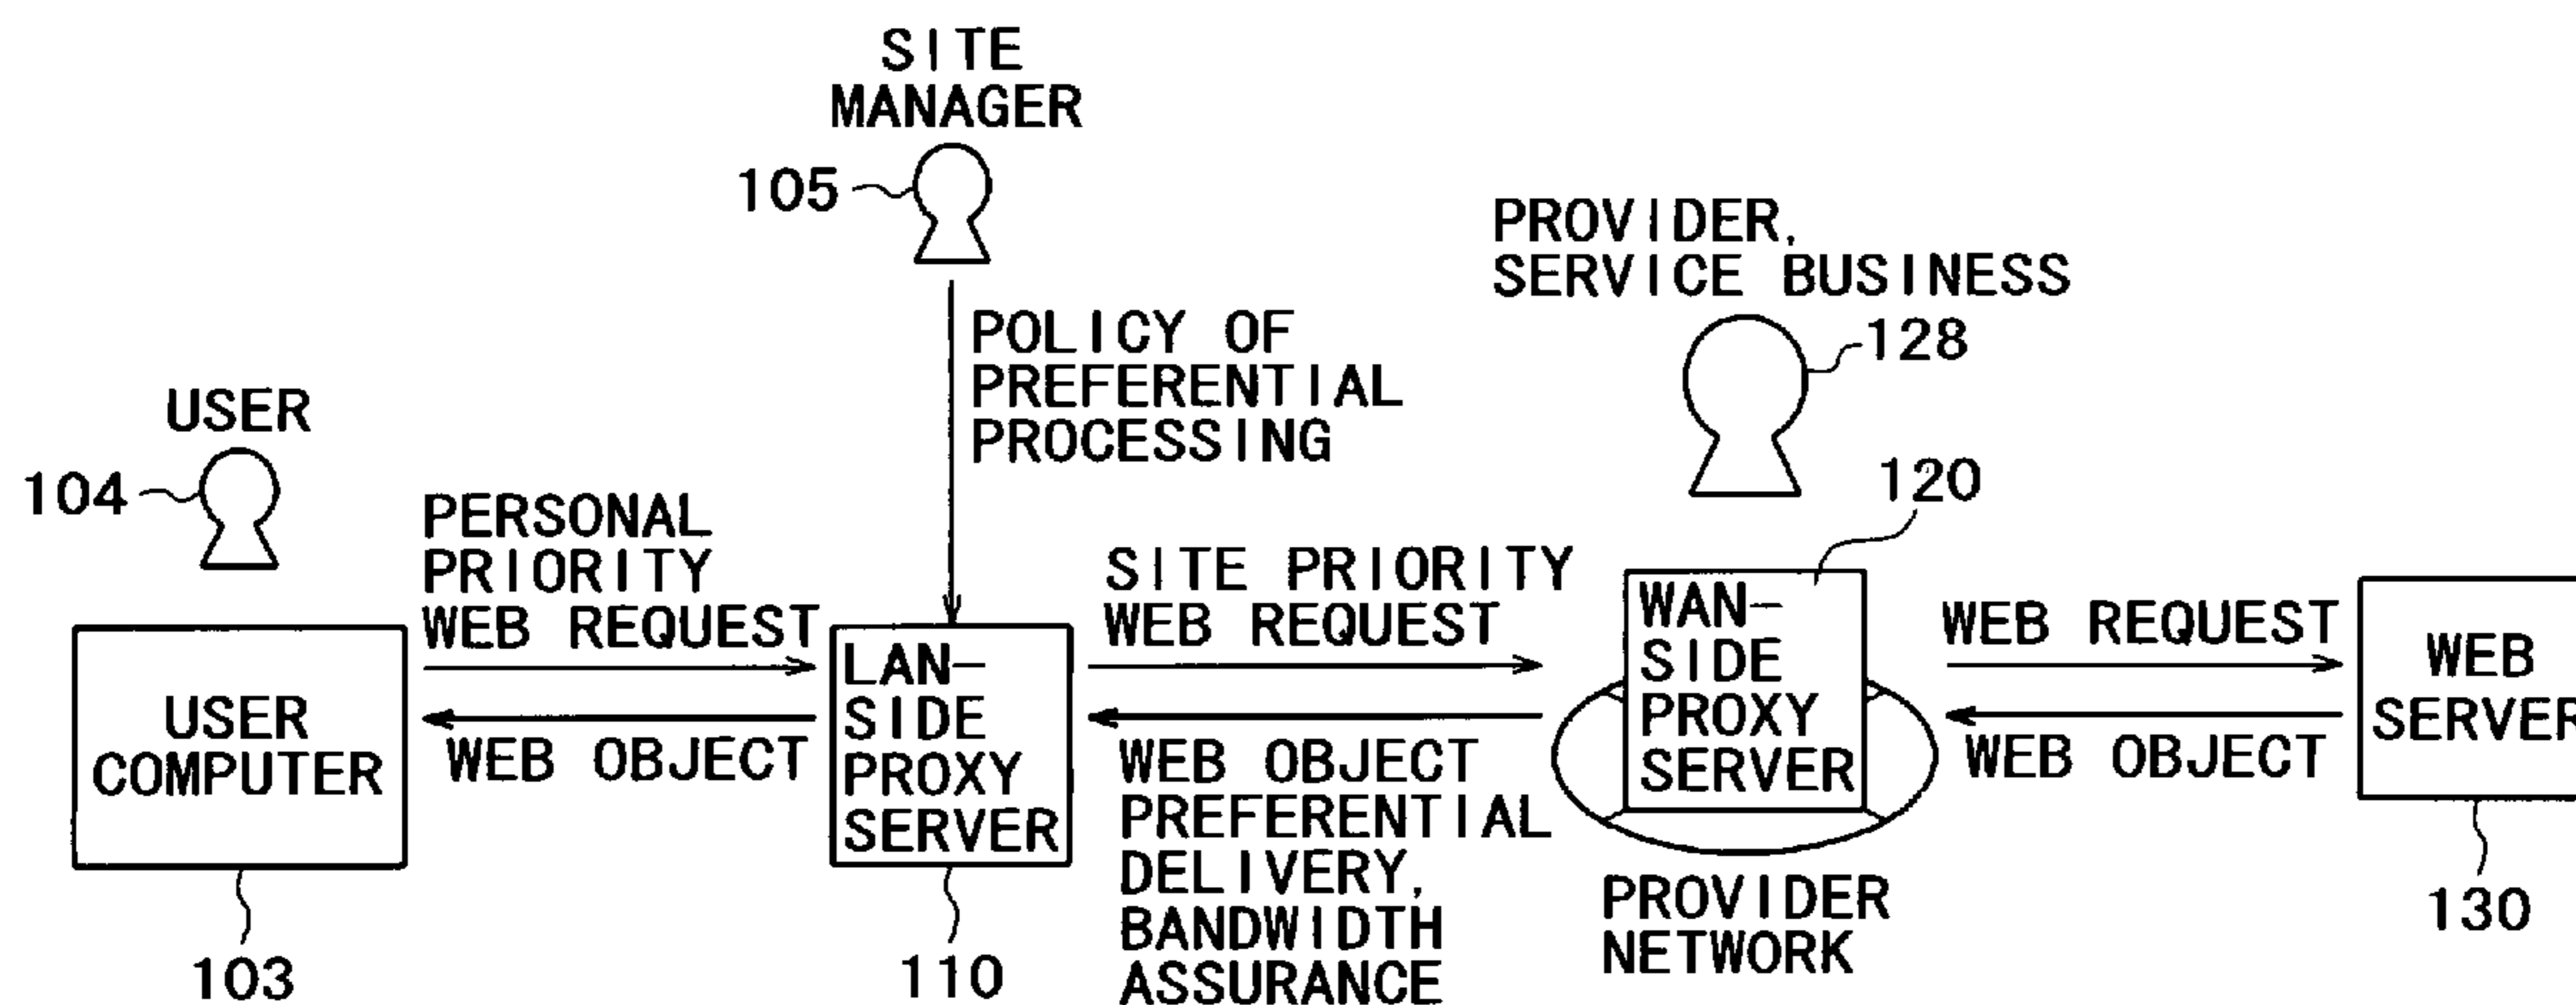 SITE
MANAGER
105
POLICY OF
PREFERENTIAL
PROCESSING
PROVIDER,
SERVICE BUSINESS
128
USER
104
PERSONAL
PRIORITY
WEB REQUEST
WEB OBJECT
USER
COMPUTER
103
LAN-
SIDE
PROXY
SERVER
110
SITE PRIORITY
WEB REQUEST
WEB OBJECT
PREFERENTIAL
DELIVERY,
BANDWIDTH
ASSURANCE
120
WAN-
SIDE
PROXY
SERVER
PROVIDER
NETWORK
WEB REQUEST
WEB OBJECT
WEB
SERVER
130